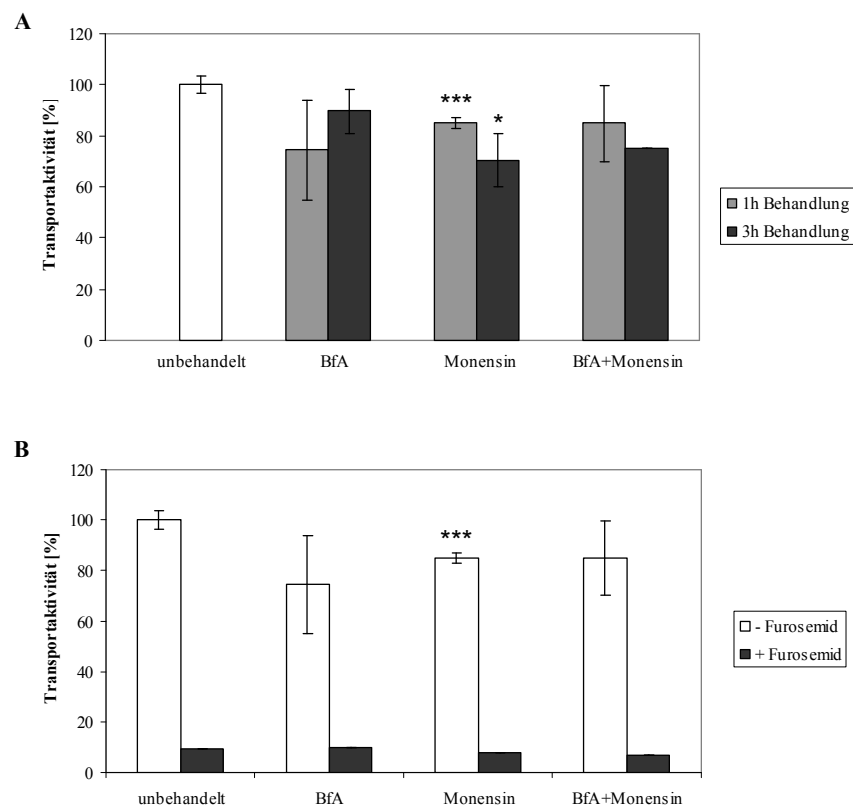 A
Transportaktivität [%]
120
100
80
60
40
20
0
***
*
unbehandelt BfA Monensin BfA+Monensin
1h Behandlung
3h Behandlung
B
Transportaktivität [%]
120
100
80
60
40
20
0
***
unbehandelt BfA Monensin BfA+Monensin
- Furosemid
+ Furosemid